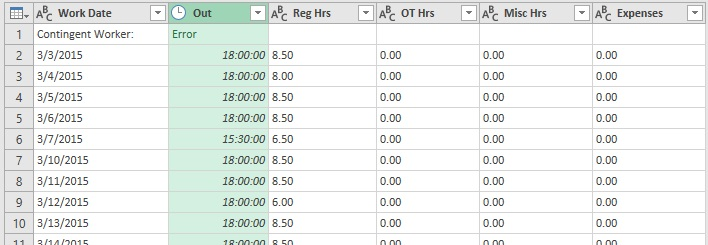 ABC Work Date Out ABC Reg Hrs ABC OT Hrs ABC Misc Hrs ABC Expenses
1 Contingent Worker: Error
2 3/3/2015 18:00:00 8.50 0.00 0.00 0.00
3 3/4/2015 18:00:00 8.00 0.00 0.00 0.00
4 3/5/2015 18:00:00 8.50 0.00 0.00 0.00
5 3/6/2015 18:00:00 8.50 0.00 0.00 0.00
6 3/7/2015 15:30:00 6.50 0.00 0.00 0.00
7 3/10/2015 18:00:00 8.50 0.00 0.00 0.00
8 3/11/2015 18:00:00 8.50 0.00 0.00 0.00
9 3/12/2015 18:00:00 6.00 0.00 0.00 0.00
10 3/13/2015 18:00:00 8.50 0.00 0.00 0.00
11 3/14/2015 18:00:00 8.50 0.00 0.00 0.00